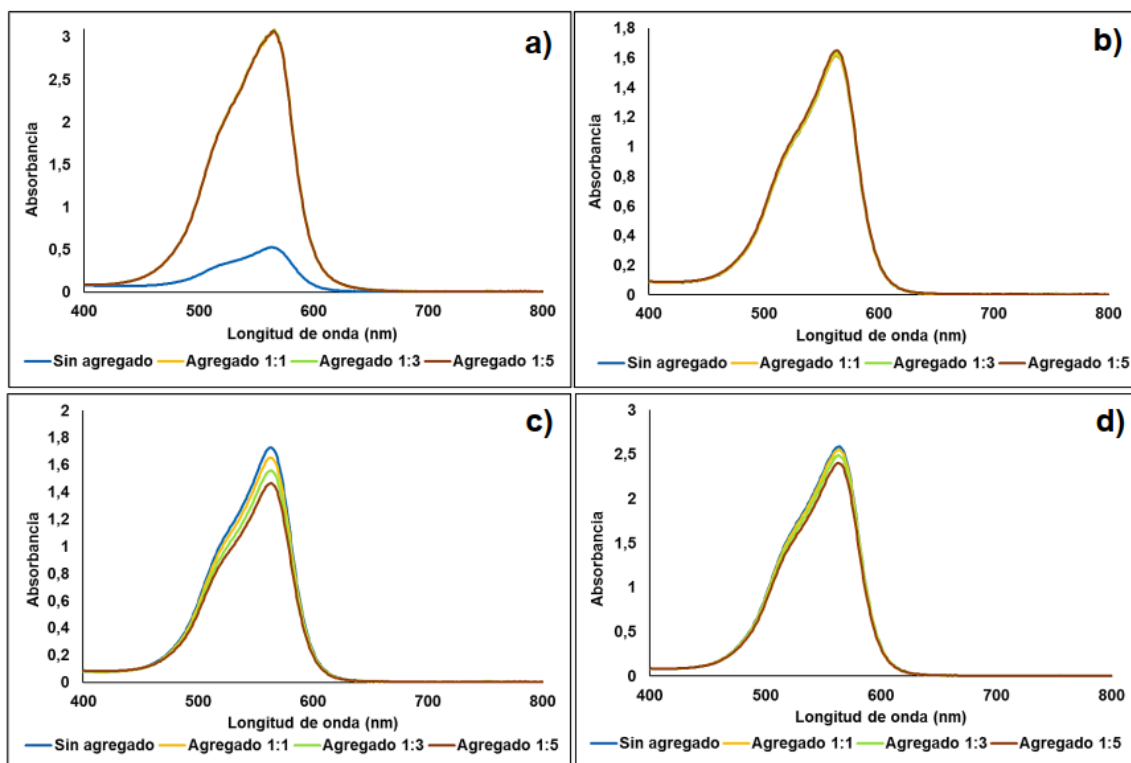 a)
3
2,5
2
1,5
1
0,5
0
Absorbancia
400 500 600 700 800
Longitud de onda (nm)
Sin agregado Agregado 1:1 Agregado 1:3 Agregado 1:5
b)
1,8
1,6
1,4
1,2
1
0,8
0,6
0,4
0,2
0
Absorbancia
400 500 600 700 800
Longitud de onda (nm)
Sin agregado Agregado 1:1 Agregado 1:3 Agregado 1:5
c)
2
1,8
1,6
1,4
1,2
1
0,8
0,6
0,4
0,2
0
Absorbancia
400 500 600 700 800
Longitud de onda (nm)
Sin agregado Agregado 1:1 Agregado 1:3 Agregado 1:5
d)
3
2,5
2
1,5
1
0,5
0
Absorbancia
400 500 600 700 800
Longitud de onda (nm)
Sin agregado Agregado 1:1 Agregado 1:3 Agregado 1:5